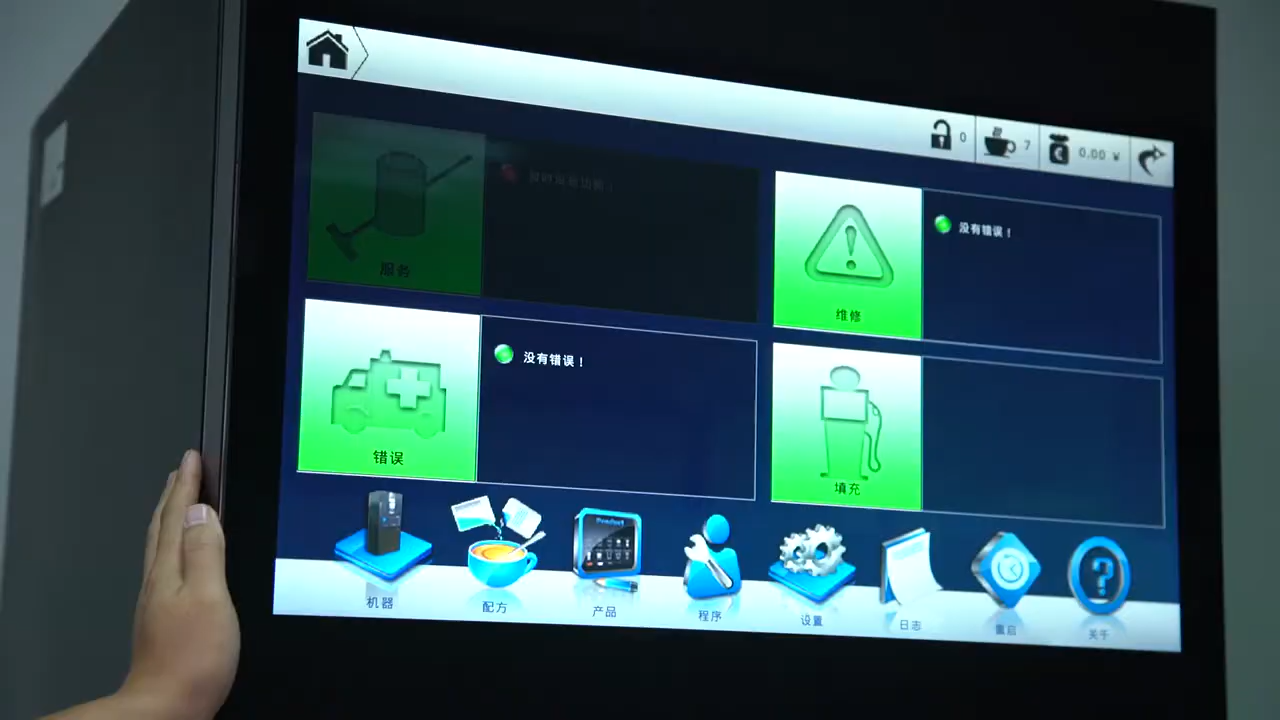 0
7
0.00 ¥
服务
没有错误！
维修
没有错误！
错误
填充
Product
机器
配方
产品
程序
设置
日志
重启
关于